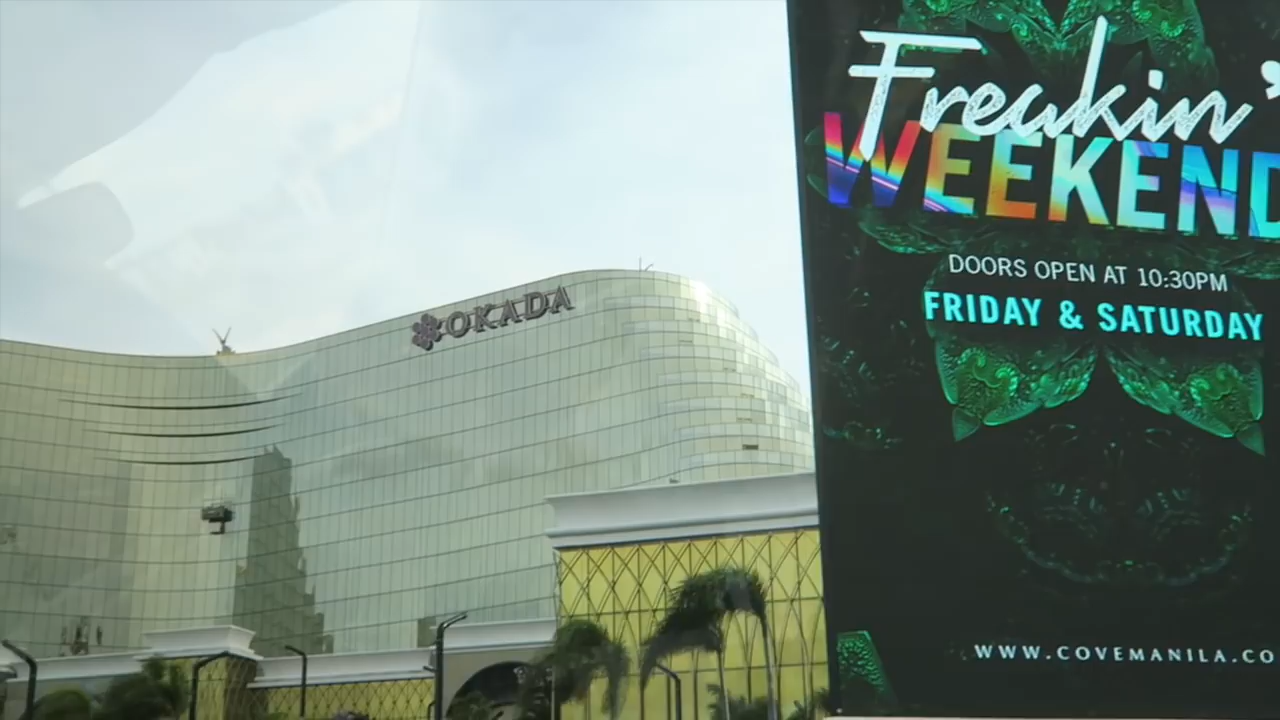 OKADA
Freakin'
WEEKEND
DOORS OPEN AT 10:30PM
FRIDAY & SATURDAY
WWW.COVEMANILA.CO